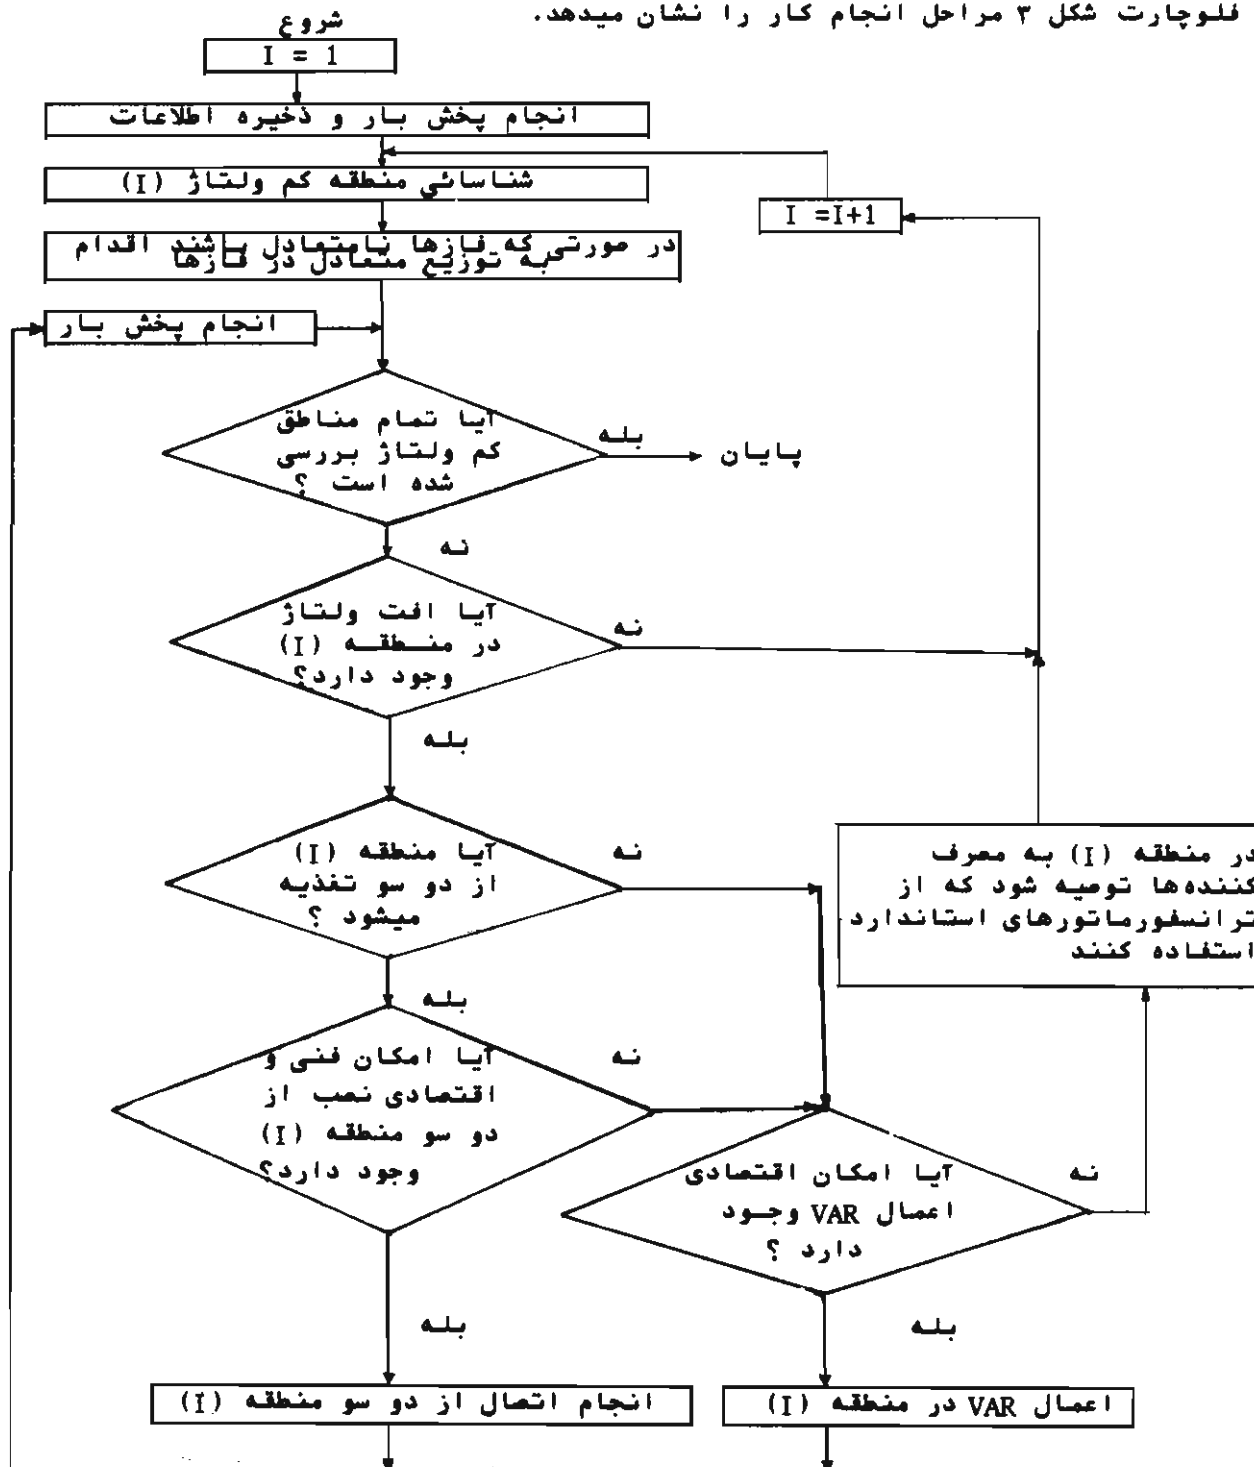 فلوچارت شکل ۳ مراحل انجام کار را نشان میدهد.
شروع
I = 1
انجام پخش بار و ذخیره اطلاعات
شناسائی منطقه کم ولتاژ (I)
I =I+1
در صورتی که فازها نامتعادل باشند اقدام
به توزیع متعادل در فازها
انجام پخش بار
آیا تمام مناطق
کم ولتاژ بررسی
شده است ؟
بله
پایان
نه
آیا افت ولتاژ
در منطقه (I)
وجود دارد؟
نه
بله
آیا منطقه (I)
از دو سو تغذیه
میشود ؟
نه
در منطقه (I) به مصرف
کننده‌ها توصیه شود که از
ترانسفورماتورهای استاندارد
استفاده کنند
بله
آیا امکان فنی و
اقتصادی نصب از
دو سو منطقه (I)
وجود دارد؟
نه
آیا امکان اقتصادی
اعمال VAR وجود
دارد ؟
نه
بله
بله
انجام اتصال از دو سو منطقه (I)
اعمال VAR در منطقه (I)